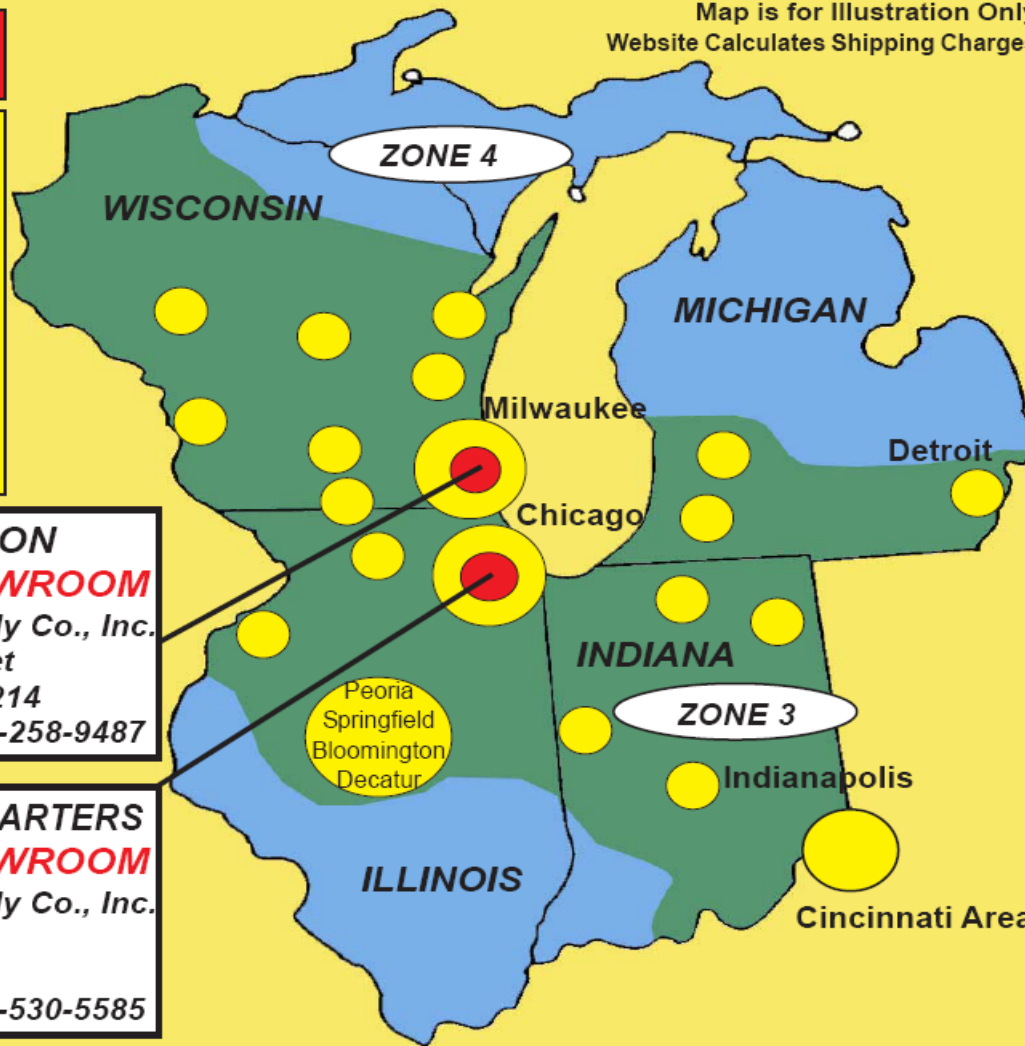 Map is for Illustration Only
Website Calculates Shipping Charge
ZONE 4
WISCONSIN
MICHIGAN
Milwaukee
Detroit
Chicago
ON
WROOM
ly Co., Inc.
et
214
-258-9487
INDIANA
ZONE 3
Peoria
Springfield
Bloomington
Decatur
Indianapolis
ARTERS
WROOM
ly Co., Inc.
-530-5585
ILLINOIS
Cincinnati Area